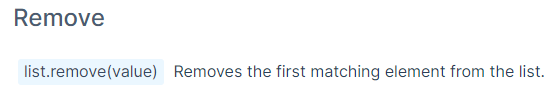 Remove
list.remove(value) Removes the first matching element from the list.